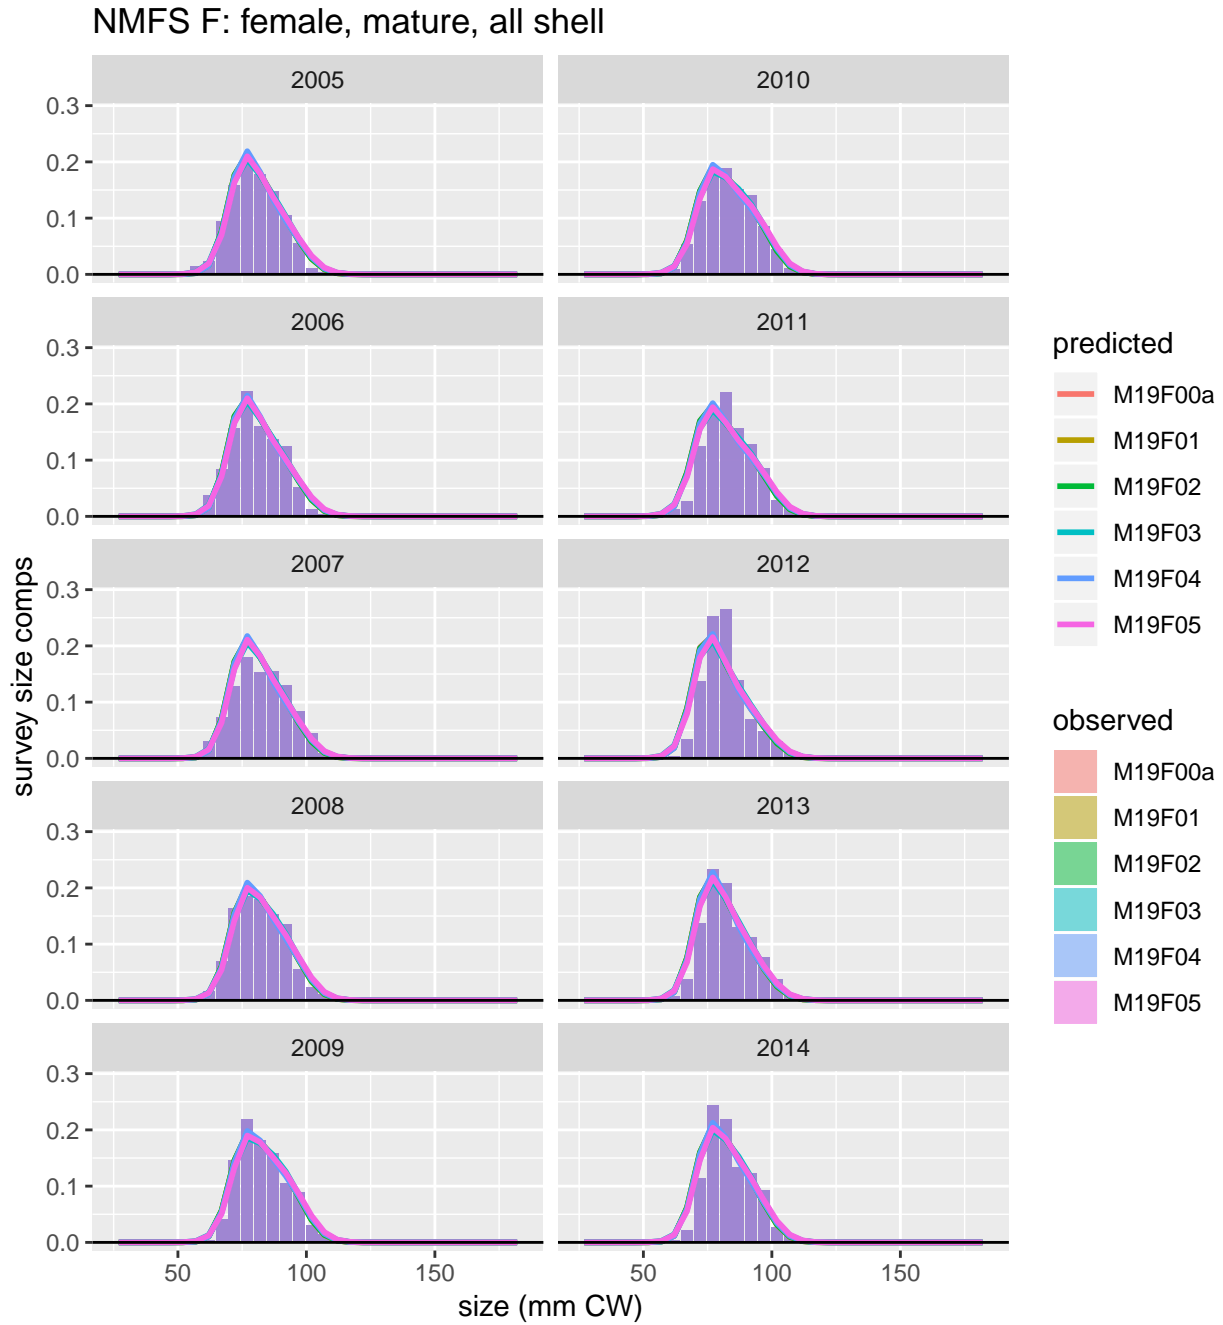 NMFS F: female, mature, all shell
2005
2010
0.3
0.2
0.1
0.0
2006
2011
0.3
0.2
0.1
0.0
2007
2012
0.3
0.2
0.1
0.0
2008
2013
0.3
0.2
0.1
0.0
2009
2014
0.3
0.2
0.1
0.0
50
100
150
50
100
150
size (mm CW)
survey size comps
predicted
M19F00a
M19F01
M19F02
M19F03
M19F04
M19F05
observed
M19F00a
M19F01
M19F02
M19F03
M19F04
M19F05